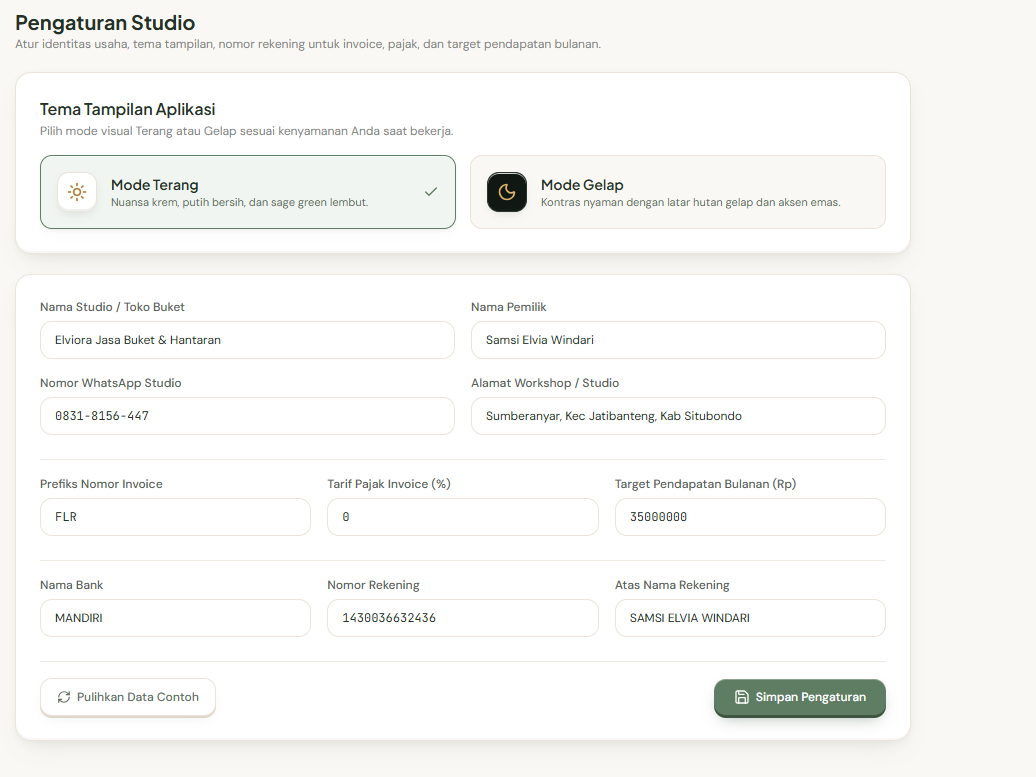 Pengaturan Studio
Atur identitas usaha, tema tampilan, nomor rekening untuk invoice, pajak, dan target pendapatan bulanan.
Tema Tampilan Aplikasi
Pilih mode visual Terang atau Gelap sesuai kenyamanan Anda saat bekerja.
Mode Terang
Nuansa krem, putih bersih, dan sage green lembut.
Mode Gelap
Kontras nyaman dengan latar hutan gelap dan aksen emas.
Nama Studio / Toko Buket
Elviora Jasa Buket & Hantaran
Nama Pemilik
Samsi Elvia Windari
Nomor WhatsApp Studio
0831-8156-447
Alamat Workshop / Studio
Sumberanyar, Kec Jatibanteng, Kab Situbondo
Prefiks Nomor Invoice
FLR
Tarif Pajak Invoice (%)
0
Target Pendapatan Bulanan (Rp)
35000000
Nama Bank
MANDIRI
Nomor Rekening
1430036632436
Atas Nama Rekening
SAMSI ELVIA WINDARI
Pulihkan Data Contoh
Simpan Pengaturan